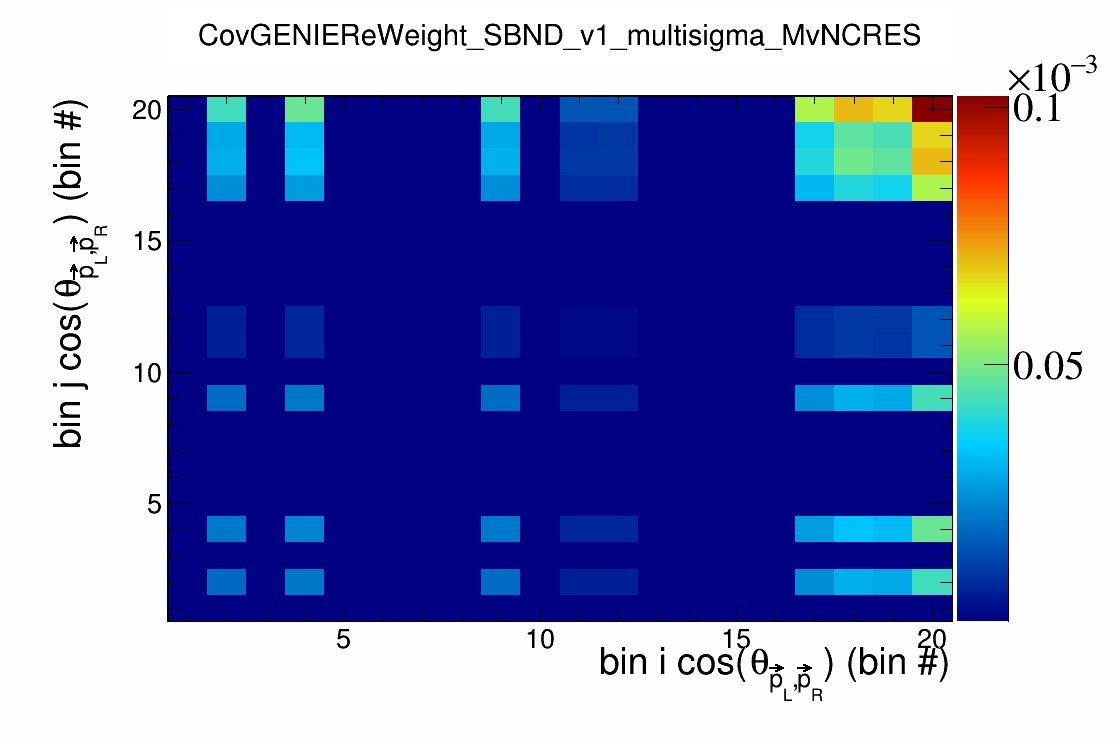 CovGENIEReWeight_SBND_v1_multisigma_MvNCRES
×10⁻³
0.1
0.05
20
15
10
5
bin j cos(θ_{p⃗_L,p⃗_R}) (bin #)
5 10 15 20
bin i cos(θ_{p⃗_L,p⃗_R}) (bin #)